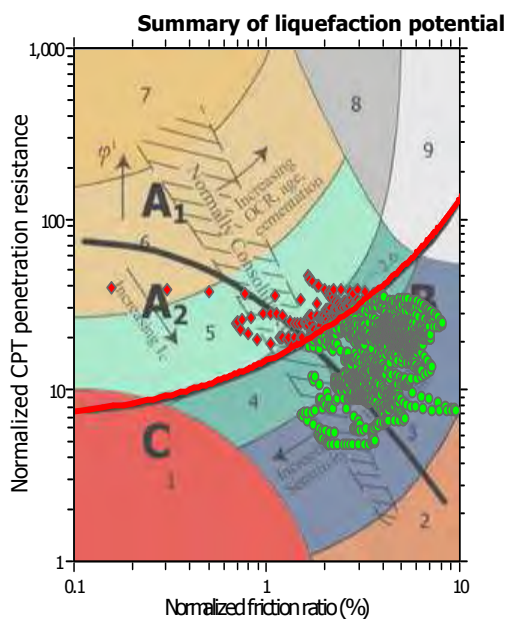 Summary of liquefaction potential
Normalized CPT penetration resistance
1,000
100
10
1
0.1
1
10
Normalized friction ratio (%)
7
8
9
φ'
Increasing
OCR, age,
cementation
Normally Consoli
A1
6
A2
Increasing Ic
5
B
4
C
1
3
2